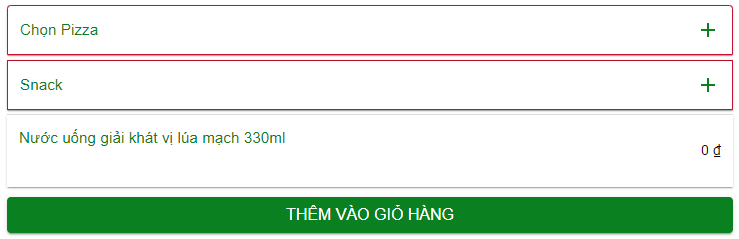 Chọn Pizza
Snack
Nước uống giải khát vị lúa mạch 330ml
0 ₫
THÊM VÀO GIỎ HÀNG